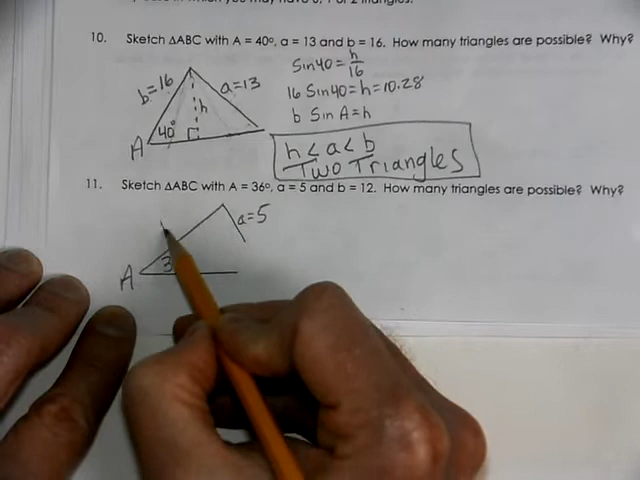 10. Sketch ΔABC with A = 40°, a = 13 and b = 16. How many triangles are possible? Why?
b=16 a=13 h
A 40°
Sin40 = h/16
16 Sin40 = h = 10.28
b Sin A = h
h < a < b
Two Triangles
11. Sketch ΔABC with A = 36°, a = 5 and b = 12. How many triangles are possible? Why?
a=5
A 3